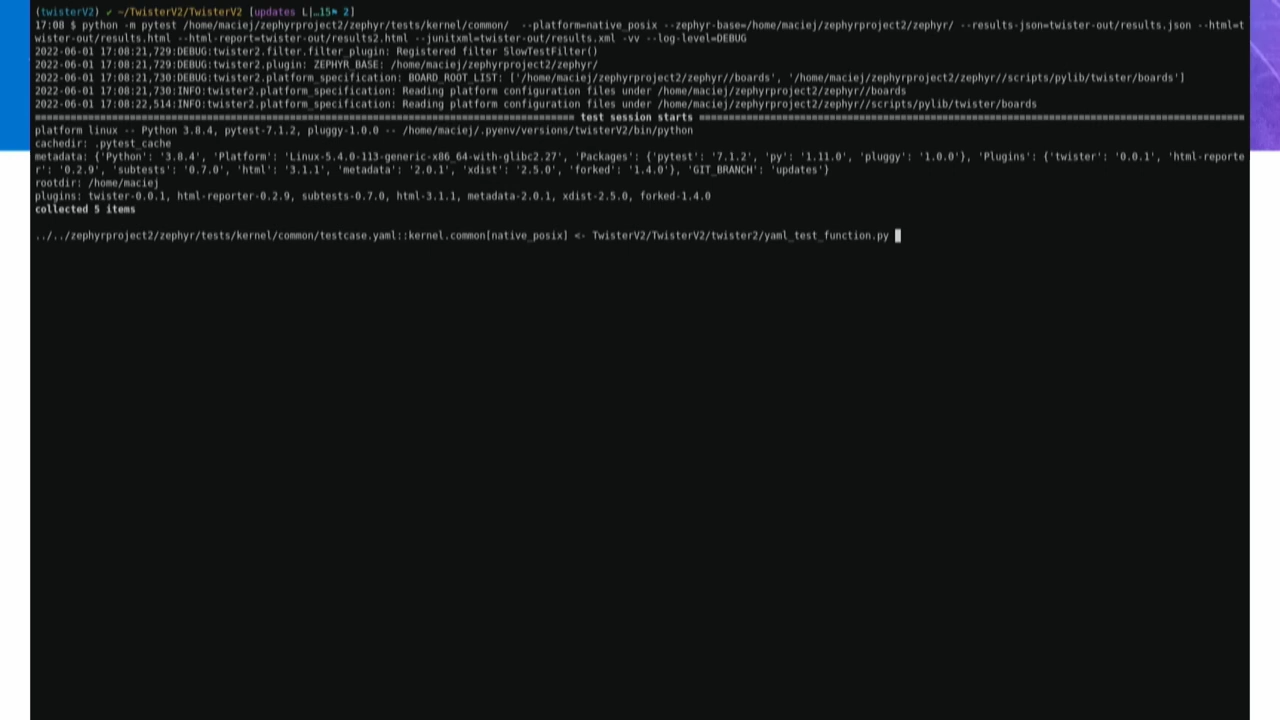 (twisterV2) ✔ ~/TwisterV2/TwisterV2 [updates L|…15⚑ 2]
17:08 $ python -m pytest /home/maciej/zephyrproject2/zephyr/tests/kernel/common/  --platform=native_posix --zephyr-base=/home/maciej/zephyrproject2/zephyr/ --results-json=twister-out/results.json --html=t
wister-out/results.html --html-report=twister-out/results2.html --junitxml=twister-out/results.xml -vv --log-level=DEBUG
2022-06-01 17:08:21,729:DEBUG:twister2.filter.filter_plugin: Registered filter SlowTestFilter()
2022-06-01 17:08:21,729:DEBUG:twister2.plugin: ZEPHYR_BASE: /home/maciej/zephyrproject2/zephyr/
2022-06-01 17:08:21,730:DEBUG:twister2.platform_specification: BOARD_ROOT_LIST: ['/home/maciej/zephyrproject2/zephyr//boards', '/home/maciej/zephyrproject2/zephyr//scripts/pylib/twister/boards']
2022-06-01 17:08:21,730:INFO:twister2.platform_specification: Reading platform configuration files under /home/maciej/zephyrproject2/zephyr//boards
2022-06-01 17:08:22,514:INFO:twister2.platform_specification: Reading platform configuration files under /home/maciej/zephyrproject2/zephyr//scripts/pylib/twister/boards
test session starts
platform linux -- Python 3.8.4, pytest-7.1.2, pluggy-1.0.0 -- /home/maciej/.pyenv/versions/twisterV2/bin/python
cachedir: .pytest_cache
metadata: {'Python': '3.8.4', 'Platform': 'Linux-5.4.0-113-generic-x86_64-with-glibc2.27', 'Packages': {'pytest': '7.1.2', 'py': '1.11.0', 'pluggy': '1.0.0'}, 'Plugins': {'twister': '0.0.1', 'html-reporte
r': '0.2.9', 'subtests': '0.7.0', 'html': '3.1.1', 'metadata': '2.0.1', 'xdist': '2.5.0', 'forked': '1.4.0'}, 'GIT_BRANCH': 'updates'}
rootdir: /home/maciej
plugins: twister-0.0.1, html-reporter-0.2.9, subtests-0.7.0, html-3.1.1, metadata-2.0.1, xdist-2.5.0, forked-1.4.0
collected 5 items
../../zephyrproject2/zephyr/tests/kernel/common/testcase.yaml::kernel.common[native_posix] <- TwisterV2/TwisterV2/twister2/yaml_test_function.py